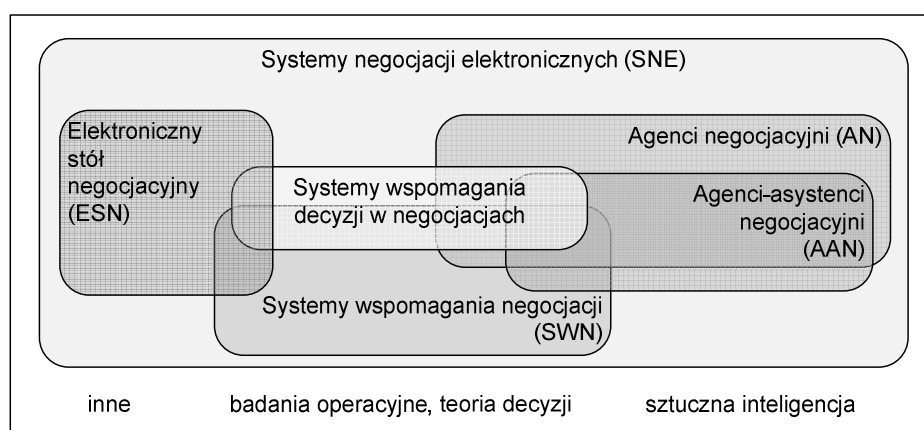 Systemy negocjacji elektronicznych (SNE)
Elektroniczny
stół
negocjacyjny
(ESN)
Systemy wspomagania
decyzji w negocjacjach
Agenci negocjacyjni (AN)
Agenci-asystenci
negocjacyjni
(AAN)
Systemy wspomagania negocjacji
(SWN)
inne
badania operacyjne, teoria decyzji
sztuczna inteligencja